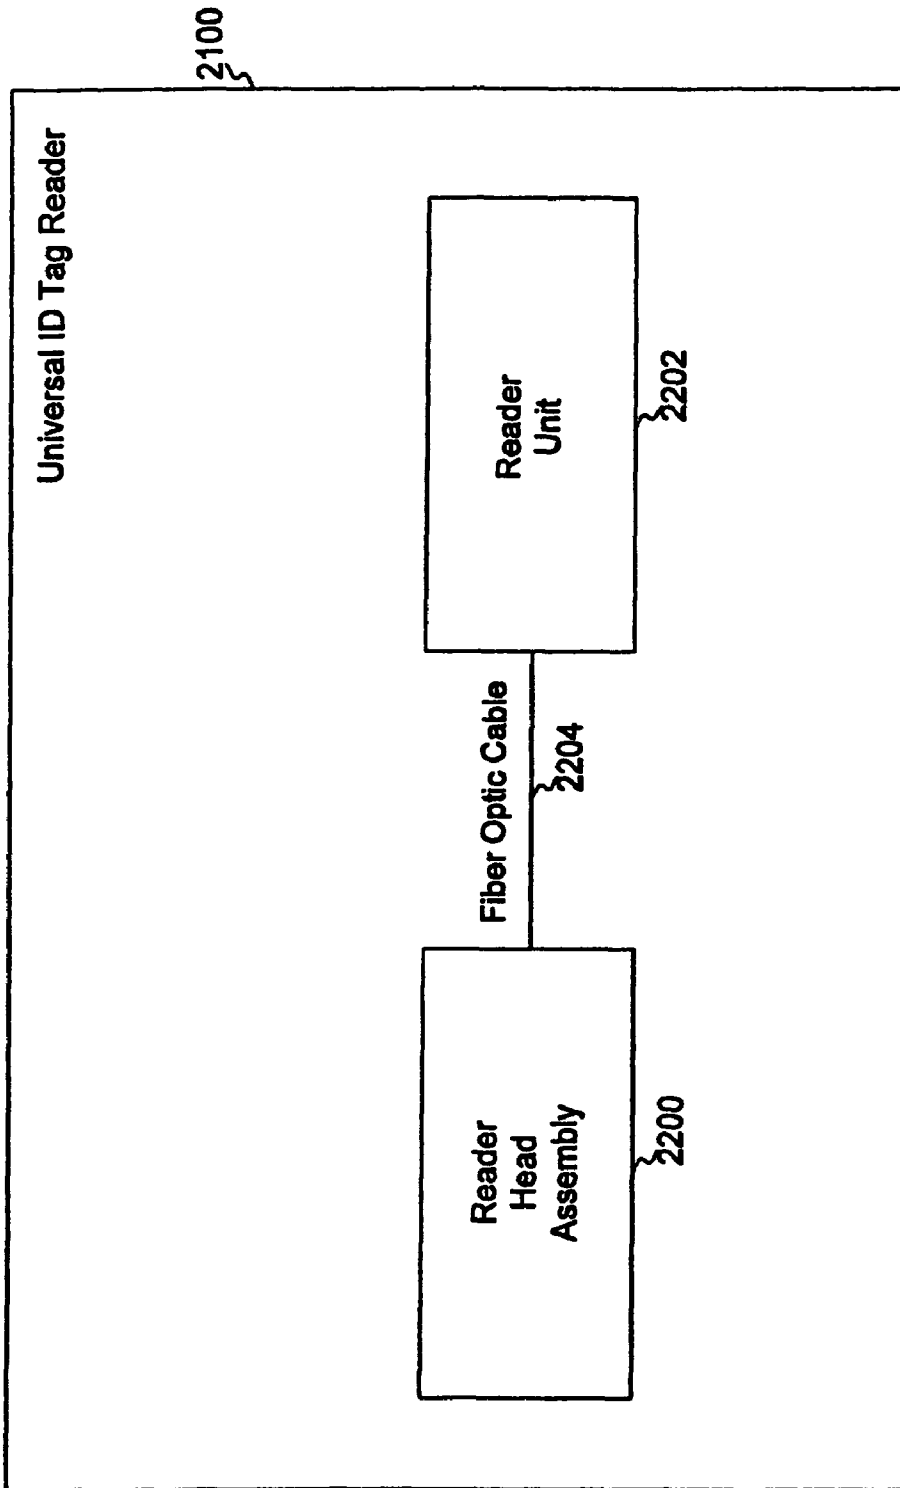 Universal ID Tag Reader
2100
Reader
Head
Assembly
2200
Fiber Optic Cable
2204
Reader
Unit
2202